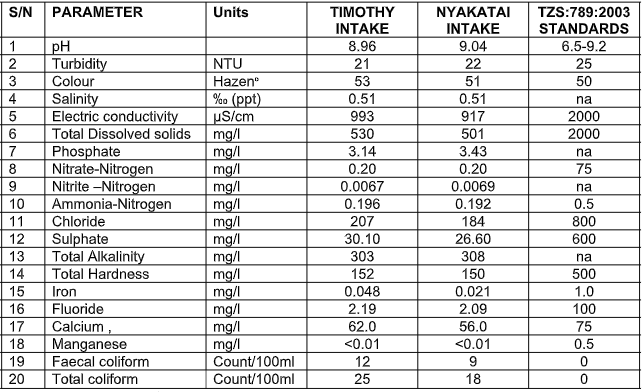 S/N PARAMETER Units TIMOTHY INTAKE NYAKATAI INTAKE TZS:789:2003 STANDARDS
1 pH 8.96 9.04 6.5-9.2
2 Turbidity NTU 21 22 25
3 Colour Hazenº 53 51 50
4 Salinity ‰ (ppt) 0.51 0.51 na
5 Electric conductivity µS/cm 993 917 2000
6 Total Dissolved solids mg/l 530 501 2000
7 Phosphate mg/l 3.14 3.43 na
8 Nitrate-Nitrogen mg/l 0.20 0.20 75
9 Nitrite –Nitrogen mg/l 0.0067 0.0069 na
10 Ammonia-Nitrogen mg/l 0.196 0.192 0.5
11 Chloride mg/l 207 184 800
12 Sulphate mg/l 30.10 26.60 600
13 Total Alkalinity mg/l 303 308 na
14 Total Hardness mg/l 152 150 500
15 Iron mg/l 0.048 0.021 1.0
16 Fluoride mg/l 2.19 2.09 100
17 Calcium , mg/l 62.0 56.0 75
18 Manganese mg/l <0.01 <0.01 0.5
19 Faecal coliform Count/100ml 12 9 0
20 Total coliform Count/100ml 25 18 0